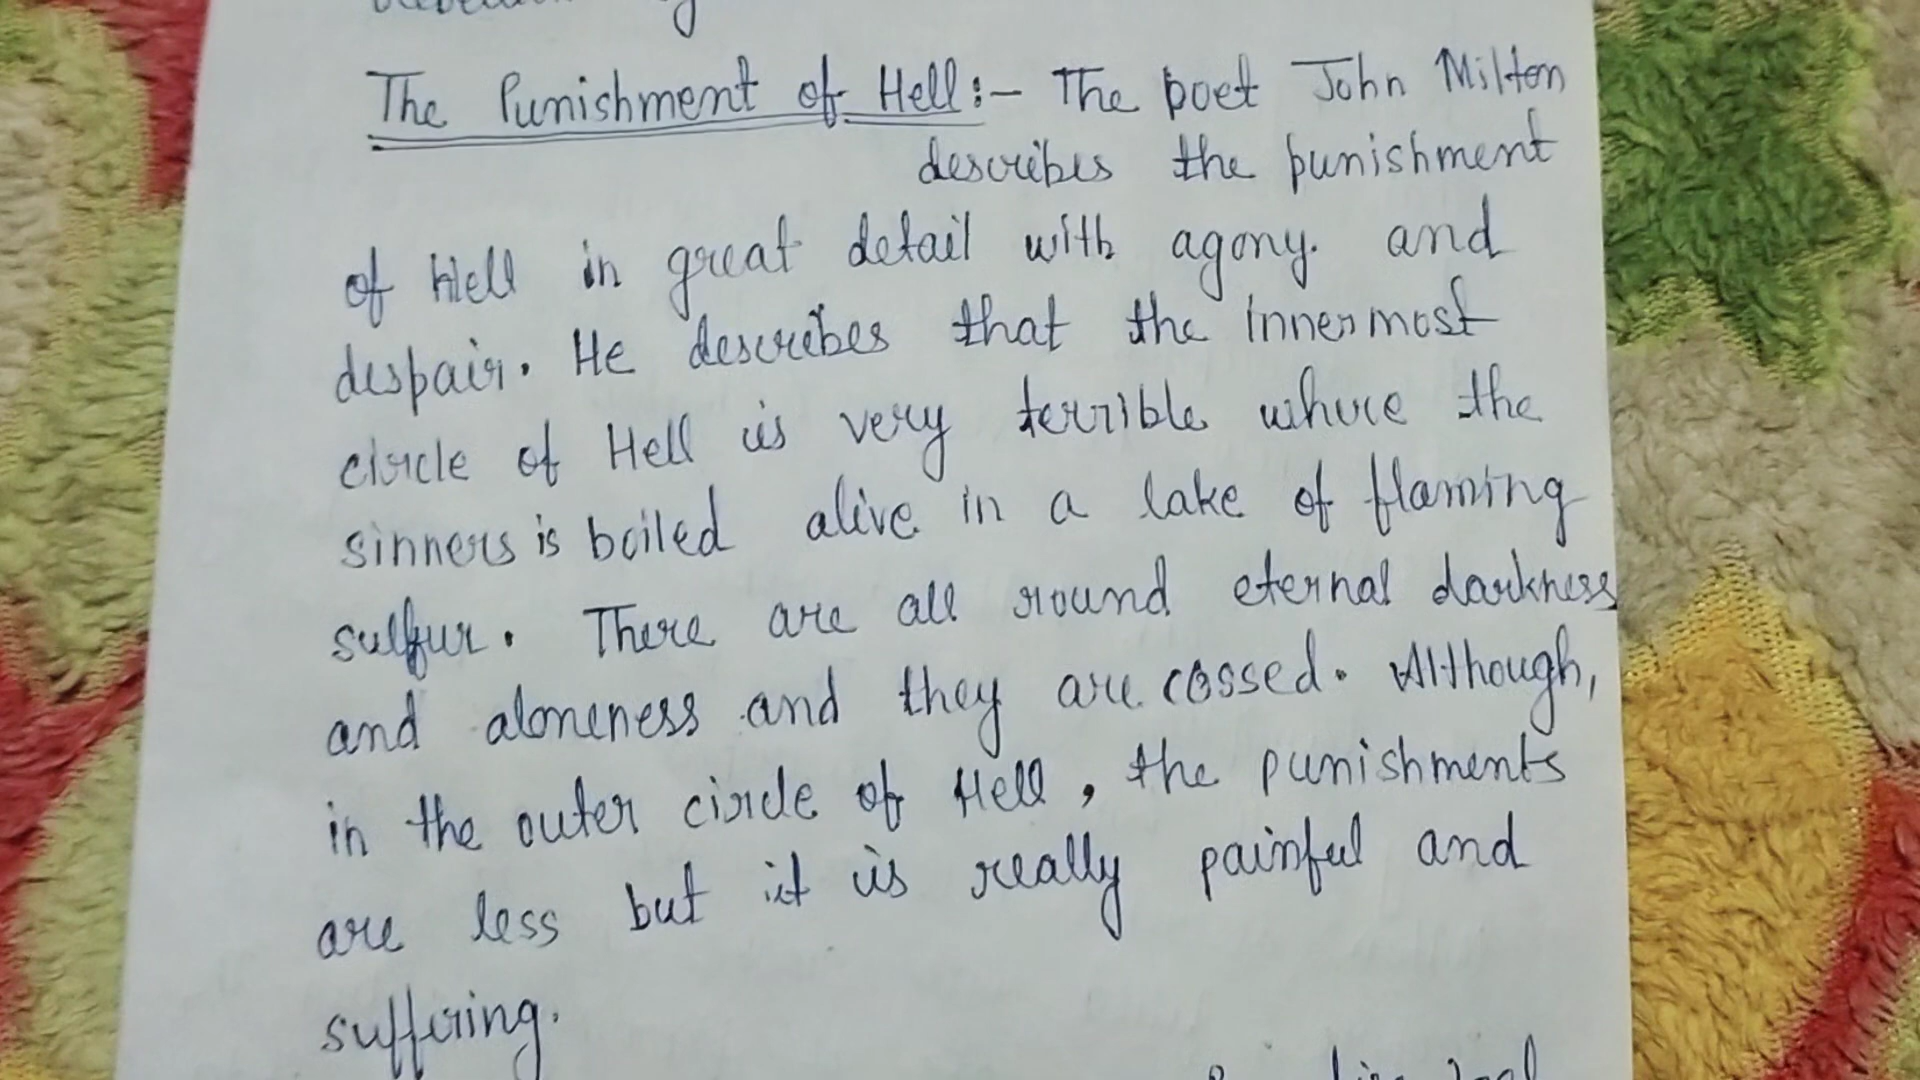 The Punishment of Hell:- The poet John Milton
describes the punishment
of Hell in great detail with agony. and
despair. He describes that the innermost
circle of Hell is very terrible where the
sinners is boiled alive in a lake of flaming
sulfur. There are all round eternal darkness
and aloneness and they are cossed. Although,
in the outer circle of Hell, the punishments
are less but it is really painful and
suffering.